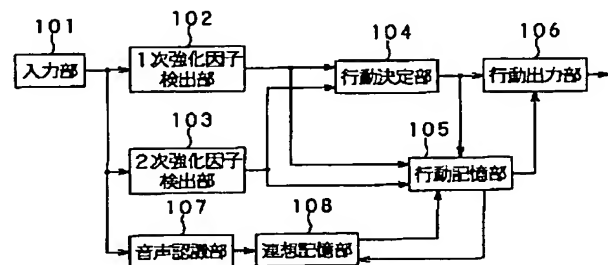 101
入力部
102
1次強化因子
検出部
103
2次強化因子
検出部
104
行動決定部
105
行動記憶部
106
行動出力部
107
音声認識部
108
連想記憶部